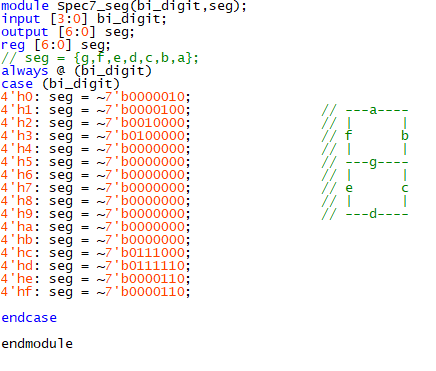 module Spec7_seg(bi_digit,seg);
input [3:0] bi_digit;
output [6:0] seg;
reg [6:0] seg;
// seg = {g,f,e,d,c,b,a};
always @ (bi_digit)
case (bi_digit)
4'h0: seg = ~7'b0000010;
4'h1: seg = ~7'b0000100; // ---a----
4'h2: seg = ~7'b0010000; // |      |
4'h3: seg = ~7'b0100000; // f      b
4'h4: seg = ~7'b0000000; // |      |
4'h5: seg = ~7'b0000000; // ---g----
4'h6: seg = ~7'b0000000; // |      |
4'h7: seg = ~7'b0000000; // e      c
4'h8: seg = ~7'b0000000; // |      |
4'h9: seg = ~7'b0000000; // ---d----
4'ha: seg = ~7'b0000000;
4'hb: seg = ~7'b0000000;
4'hc: seg = ~7'b0111000;
4'hd: seg = ~7'b0111110;
4'he: seg = ~7'b0000110;
4'hf: seg = ~7'b0000110;
endcase
endmodule